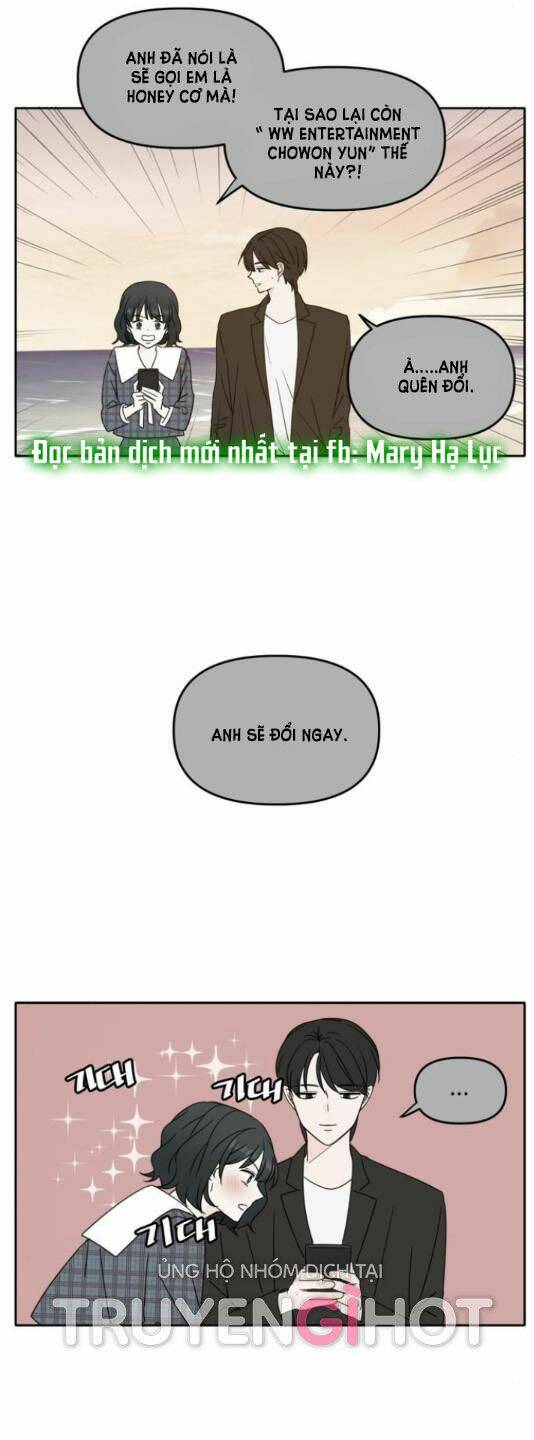 ANH ĐÃ NÓI LÀ
SẼ GỌI EM LÀ
HONEY CƠ MÀ!
TẠI SAO LẠI CÒN
“ WW ENTERTAINMENT
CHOWON YUN” THẾ
NÀY?!
À.....ANH
QUÊN ĐỔI.
Đọc bản dịch mới nhất tại fb: Mary Hạ Lục
ANH SẼ ĐỔI NGAY.
기대
기대
...
기대
ỦNG HỘ NHÓM DỊCH TẠI
TRUYENGIHOT